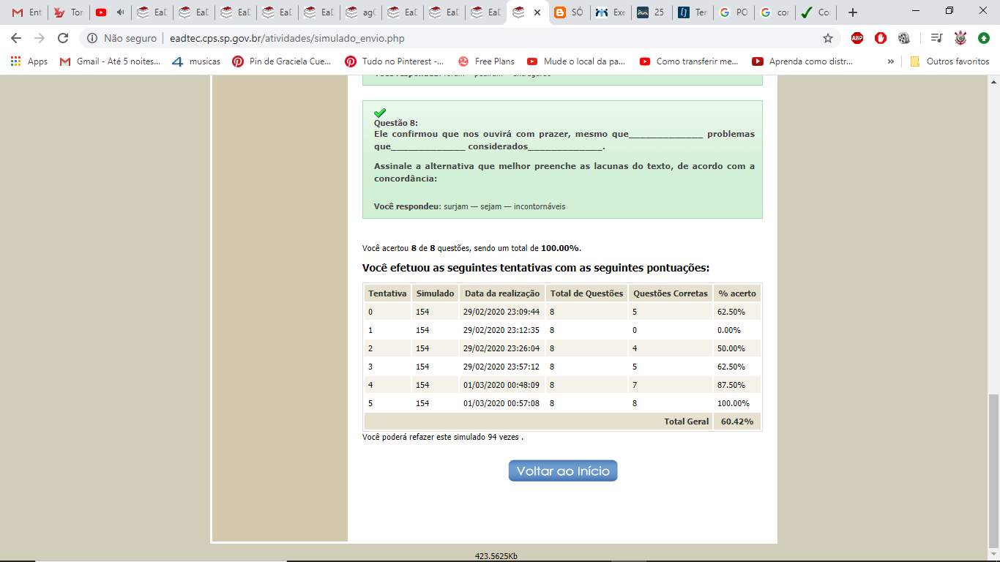 Ent
Tor
EaD
EaD
EaD
EaD
EaD
agC
EaD
EaD
EaD
SÓ
Exe
25
Ter
PO
cor
Co
Não seguro
eadtec.cps.sp.gov.br/atividades/simulado_envio.php
ABP
Apps
Gmail - Até 5 noites...
musicas
Pin de Graciela Cue...
Tudo no Pinterest -...
Free Plans
Mude o local da pa...
Como transferir me...
Aprenda como distr...
»
Outros favoritos
Questão 8:
Ele confirmou que nos ouvirá com prazer, mesmo que_____________ problemas
que_____________ considerados_____________.
Assinale a alternativa que melhor preenche as lacunas do texto, de acordo com a
concordância:
Você respondeu: surjam — sejam — incontornáveis
Você acertou 8 de 8 questões, sendo um total de 100.00%.
Você efetuou as seguintes tentativas com as seguintes pontuações:
Tentativa Simulado Data da realização Total de Questões Questões Corretas % acerto
0 154 29/02/2020 23:09:44 8 5 62.50%
1 154 29/02/2020 23:12:35 8 0 0.00%
2 154 29/02/2020 23:26:04 8 4 50.00%
3 154 29/02/2020 23:57:12 8 5 62.50%
4 154 01/03/2020 00:48:09 8 7 87.50%
5 154 01/03/2020 00:57:08 8 8 100.00%
Total Geral 60.42%
Você poderá refazer este simulado 94 vezes .
Voltar ao Início
423.5625Kb